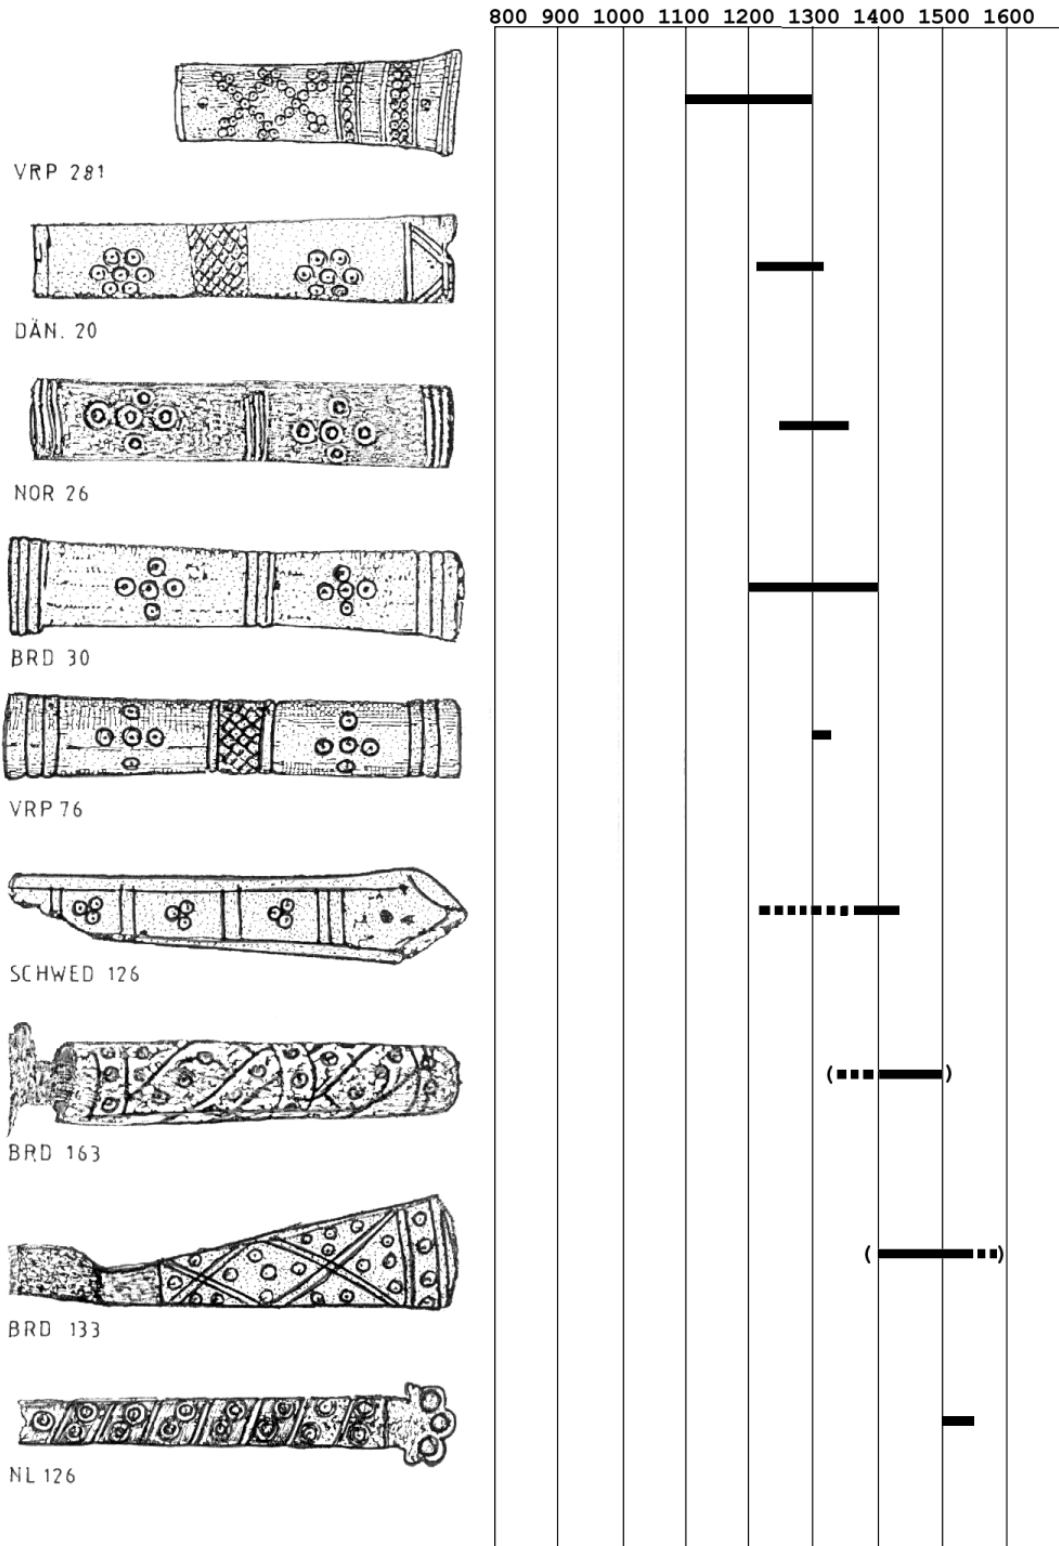 800 900 1000 1100 1200 1300 1400 1500 1600
VRP 281
DÄN. 20
NOR 26
BRD 30
VRP 76
SCHWED 126
BRD 163
( )
BRD 133
( )
NL 126